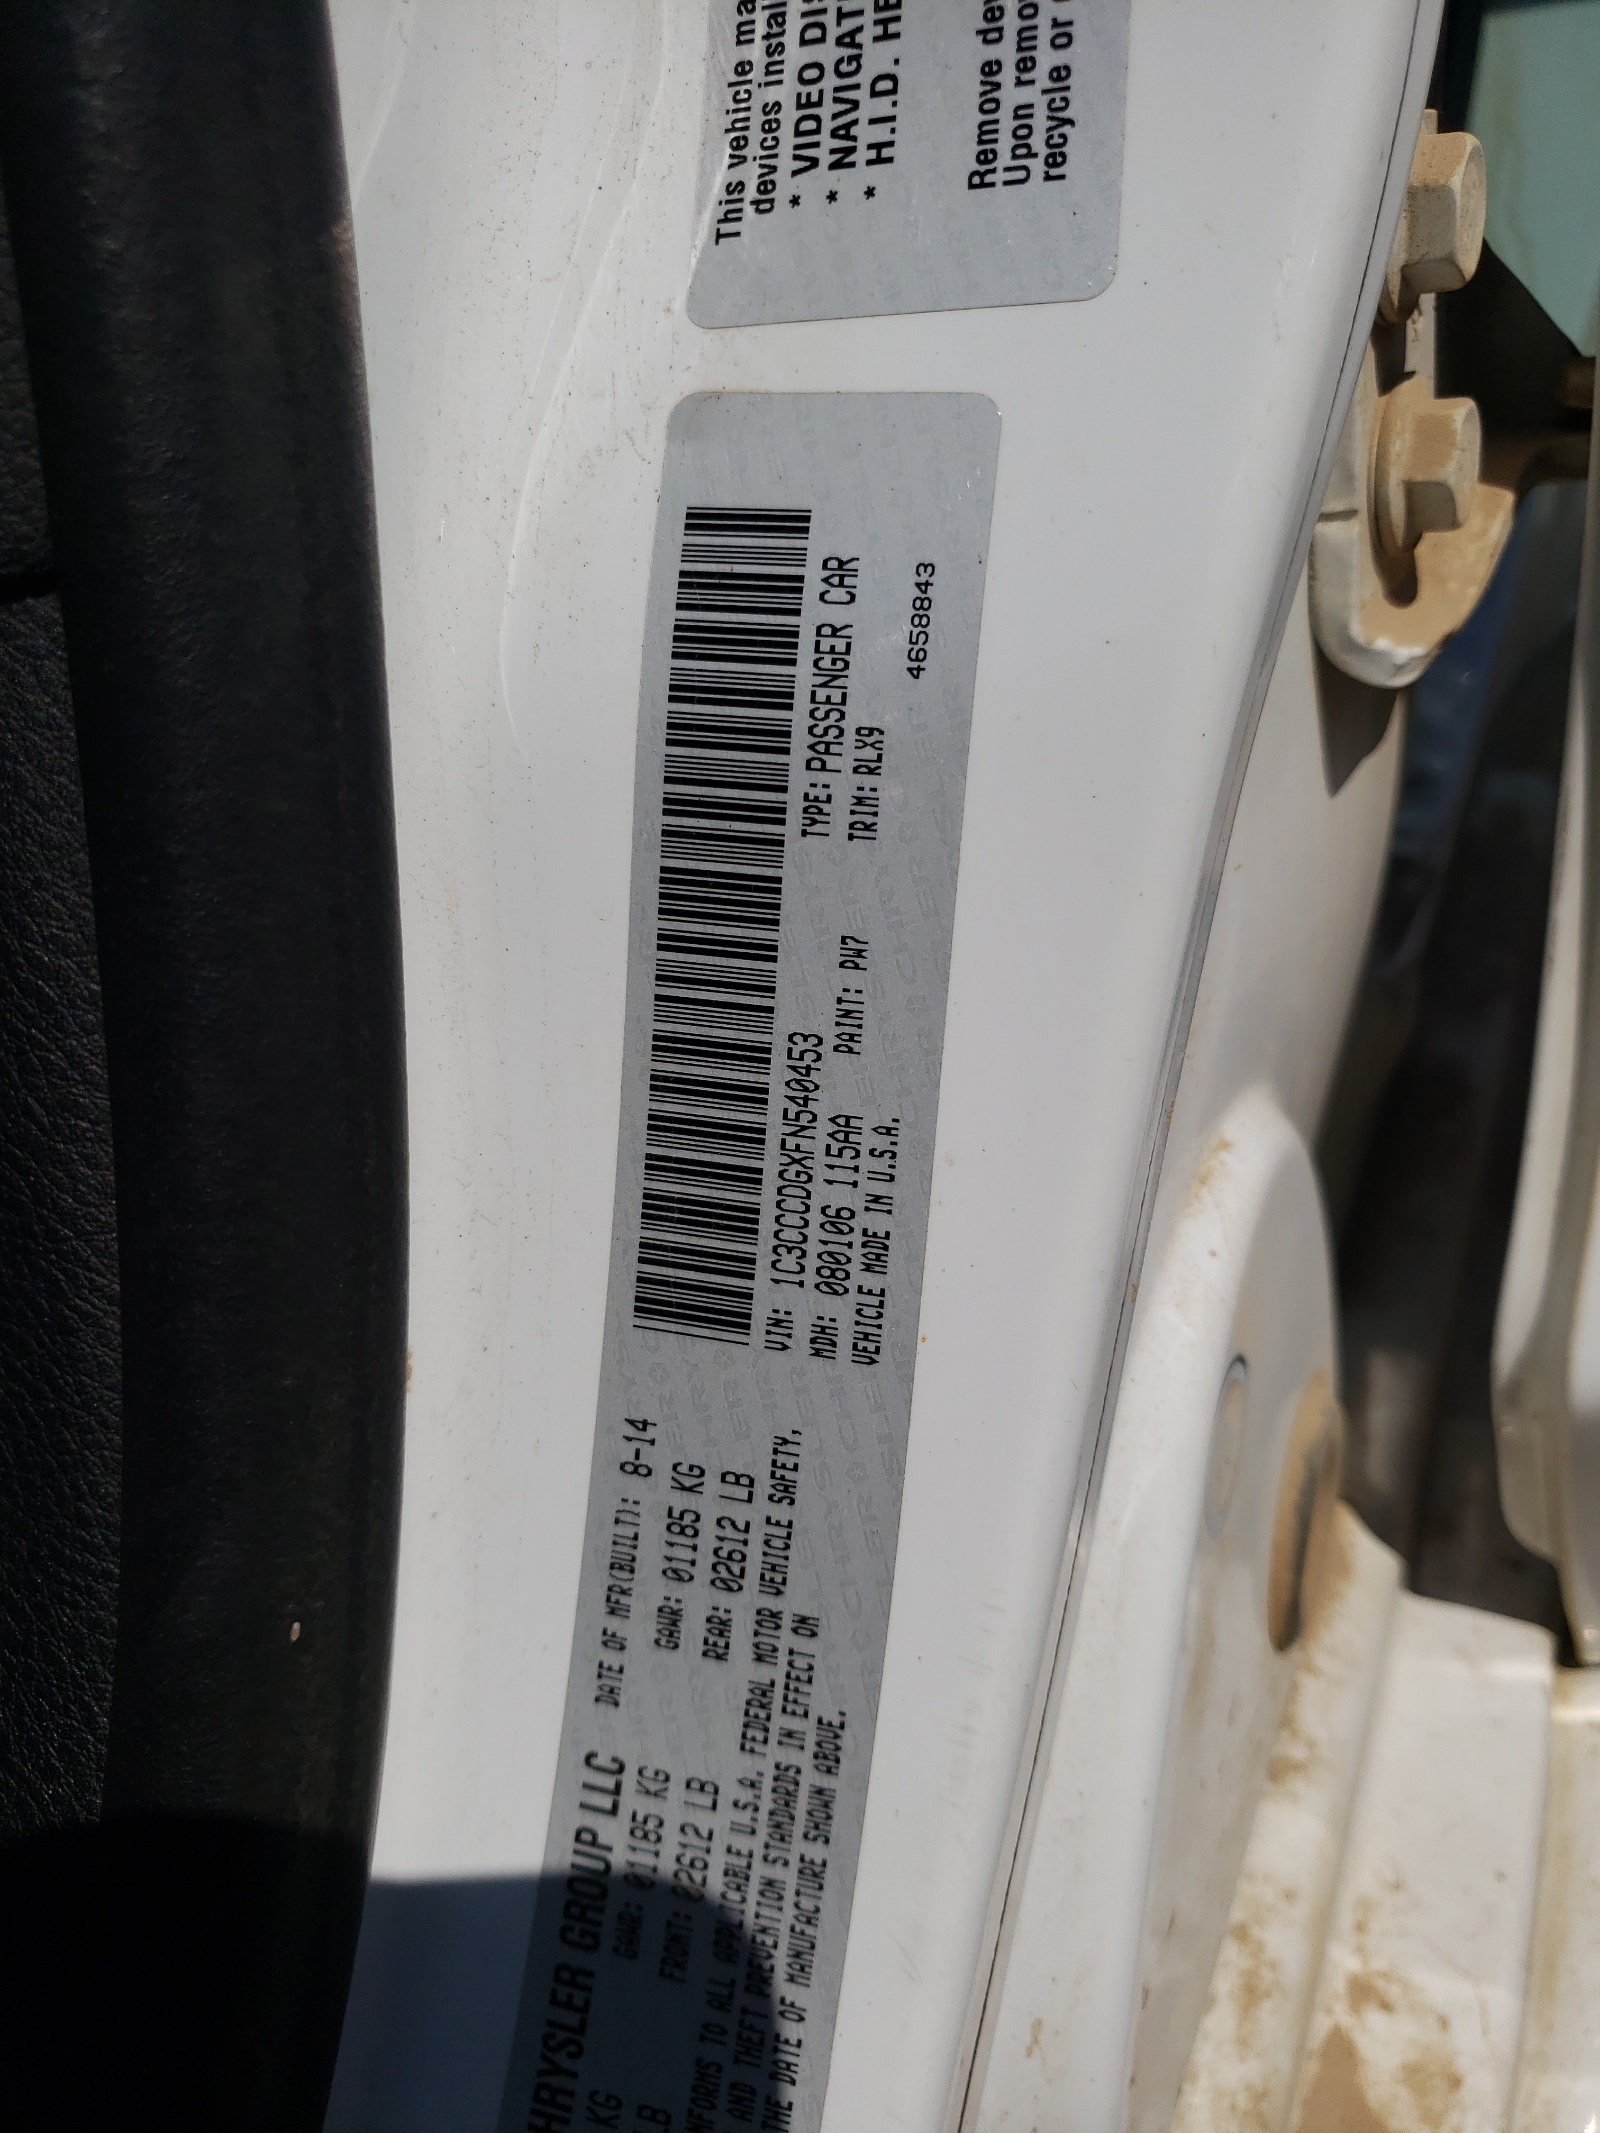 HRYSLER GROUP LLC DATE OF MFR(BUILT): 8-14
KG GAWR: 01185 KG GAWR: 01185 KG
LB FRONT: 02612 LB REAR: 02612 LB
NFORMS TO ALL APPLICABLE U.S.A. FEDERAL MOTOR VEHICLE SAFETY,
AND THEFT PREVENTION STANDARDS IN EFFECT ON
THE DATE OF MANUFACTURE SHOWN ABOVE.
VIN: 1C3CCCDGXFN540453 TYPE: PASSENGER CAR
MDH: 080106 115AA PAINT: PW7 TRIM: RLX9
VEHICLE MADE IN U.S.A.
4658843
This vehicle ma
devices instal
* VIDEO DIS
* NAVIGAT
* H.I.D. HE
Remove dev
Upon remo
recycle or